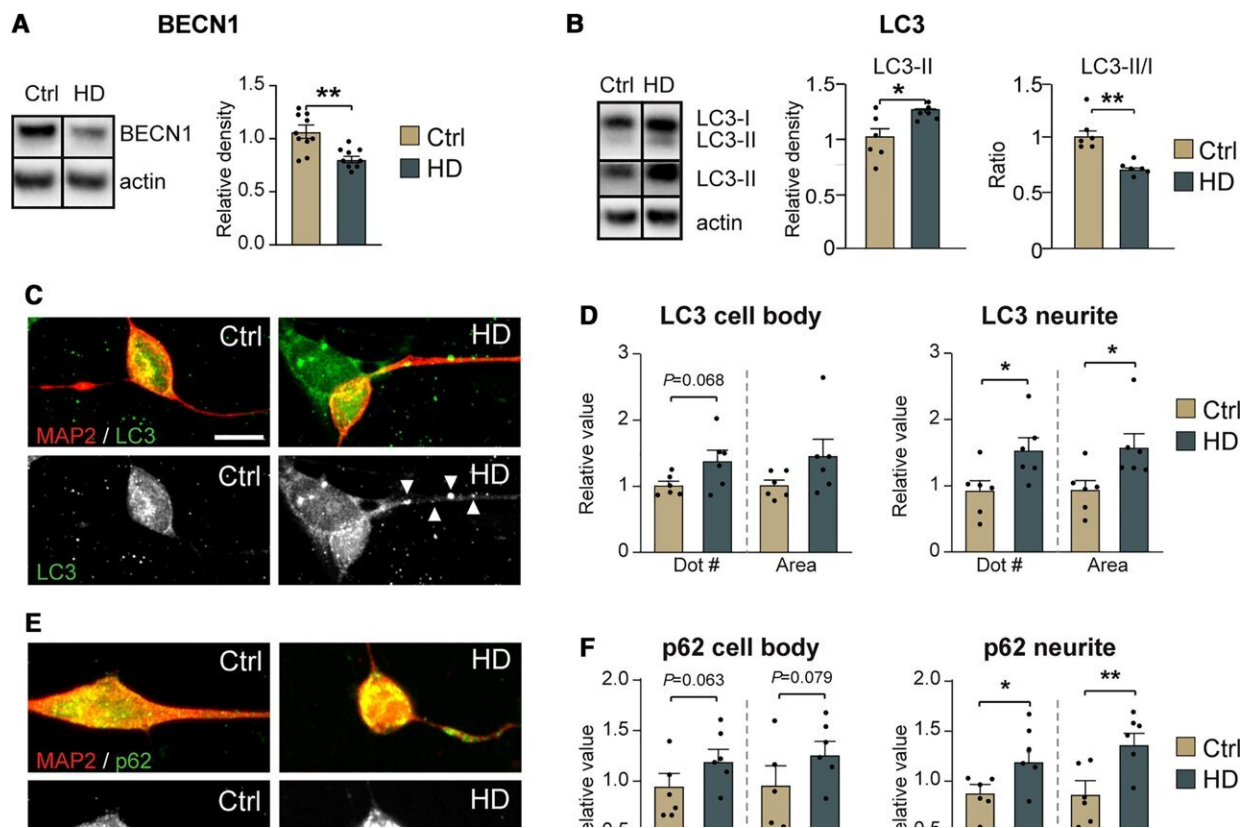 A
BECN1
Ctrl HD
BECN1
actin
Relative density
1.5
1.0
0.5
0.0
**
Ctrl
HD
B
LC3
Ctrl HD
LC3-I
LC3-II
LC3-II
actin
LC3-II
Relative density
1.5
1
0.5
0
*
LC3-II/I
Ratio
1.5
1
0.5
0
**
Ctrl
HD
C
Ctrl
MAP2 / LC3
HD
Ctrl
LC3
HD
D
LC3 cell body
Relative value
3
2
1
0
P=0.068
Dot #
Area
LC3 neurite
Relative value
3
2
1
0
*
*
Dot #
Area
Ctrl
HD
E
Ctrl
MAP2 / p62
HD
Ctrl
HD
F
p62 cell body
2.0
1.5
1.0
P=0.063
P=0.079
p62 neurite
2.0
1.5
1.0
*
**
Ctrl
HD